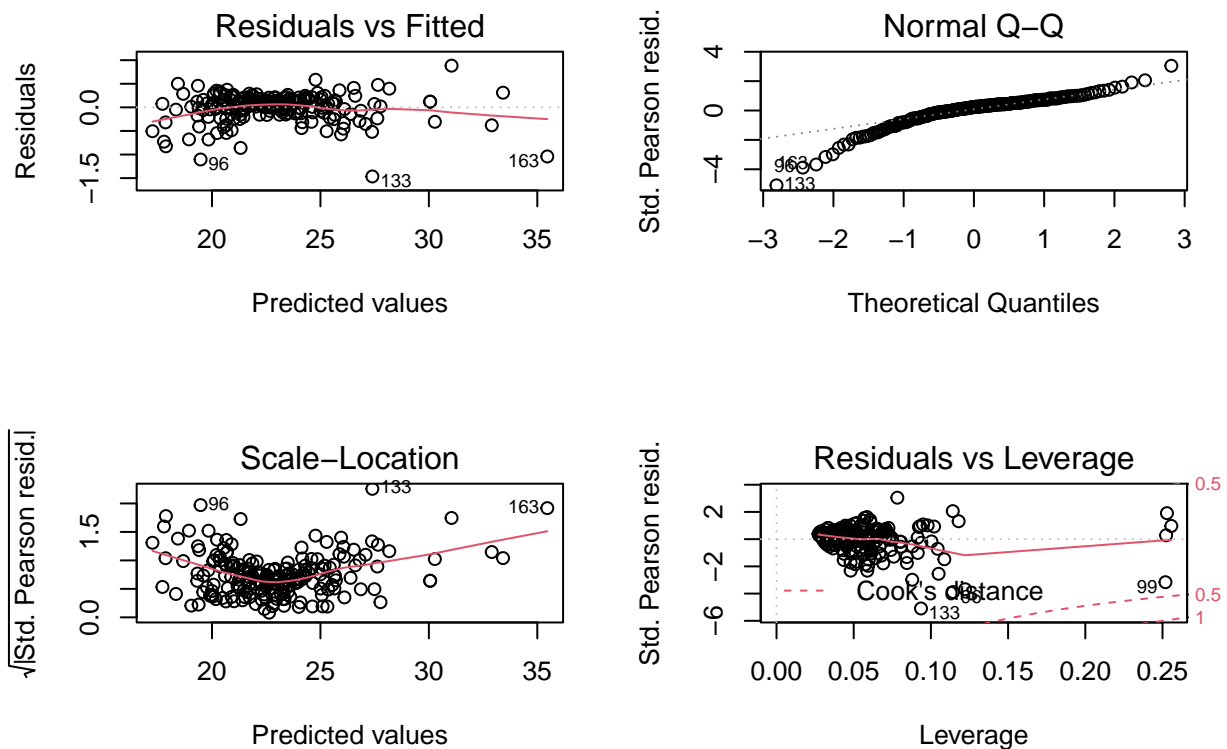 Residuals vs Fitted
Residuals
0.0
−1.5
96
133
163
20 25 30 35
Predicted values
Normal Q−Q
Std. Pearson resid.
4
0
−4
163
96
133
−3 −2 −1 0 1 2 3
Theoretical Quantiles
Scale−Location
√|Std. Pearson resid.|
1.5
0.0
96
133
163
20 25 30 35
Predicted values
Residuals vs Leverage
Std. Pearson resid.
2
−2
−6
Cook's distance
133
99
0.5
0.5
1
0.00 0.05 0.10 0.15 0.20 0.25
Leverage